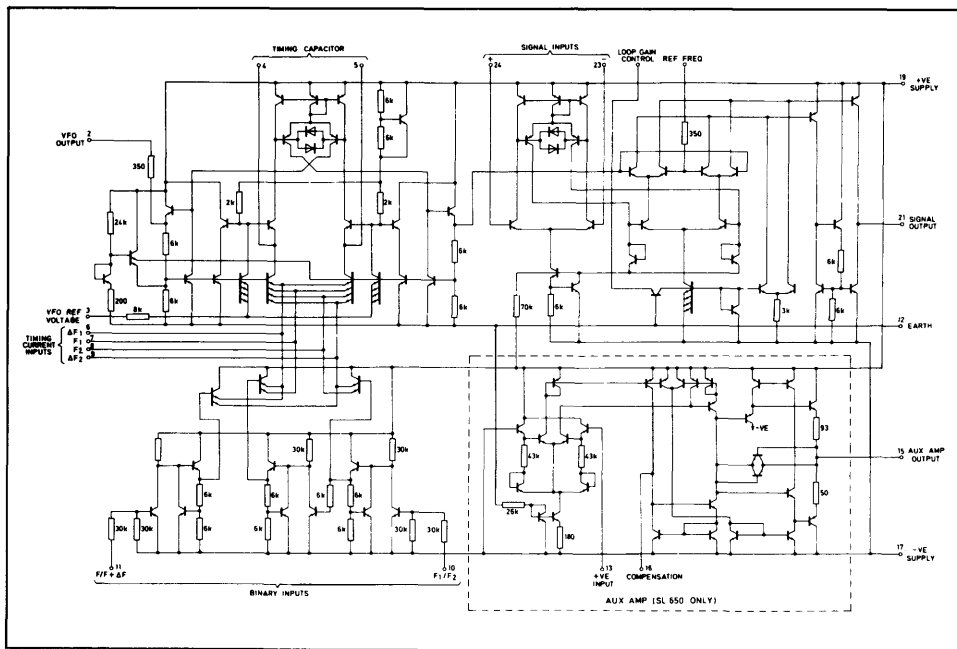 TIMING CAPACITOR
4
5
SIGNAL INPUTS
+
24
23
-
LOOP GAIN
CONTROL
REF FREQ
19
+VE
SUPPLY
VFO
OUTPUT
2
350
6k
6k
350
2k
2k
24k
6k
6k
200
6k
6k
8k
VFO REF
VOLTAGE
3
70k
6k
3k
6k
6k
21
SIGNAL
OUTPUT
12
EARTH
TIMING
CURRENT
INPUTS
ΔF1
6
F1
7
F2
8
ΔF2
9
30k
30k
6k
6k
6k
6k
6k
6k
30k
30k
30k
30k
11
F/F+ΔF
10
F1/F2
BINARY INPUTS
43k
43k
26k
180
-VE
93
50
15
AUX AMP
OUTPUT
17
-VE
SUPPLY
13
+VE
INPUT
16
COMPENSATION
AUX AMP (SL 650 ONLY)